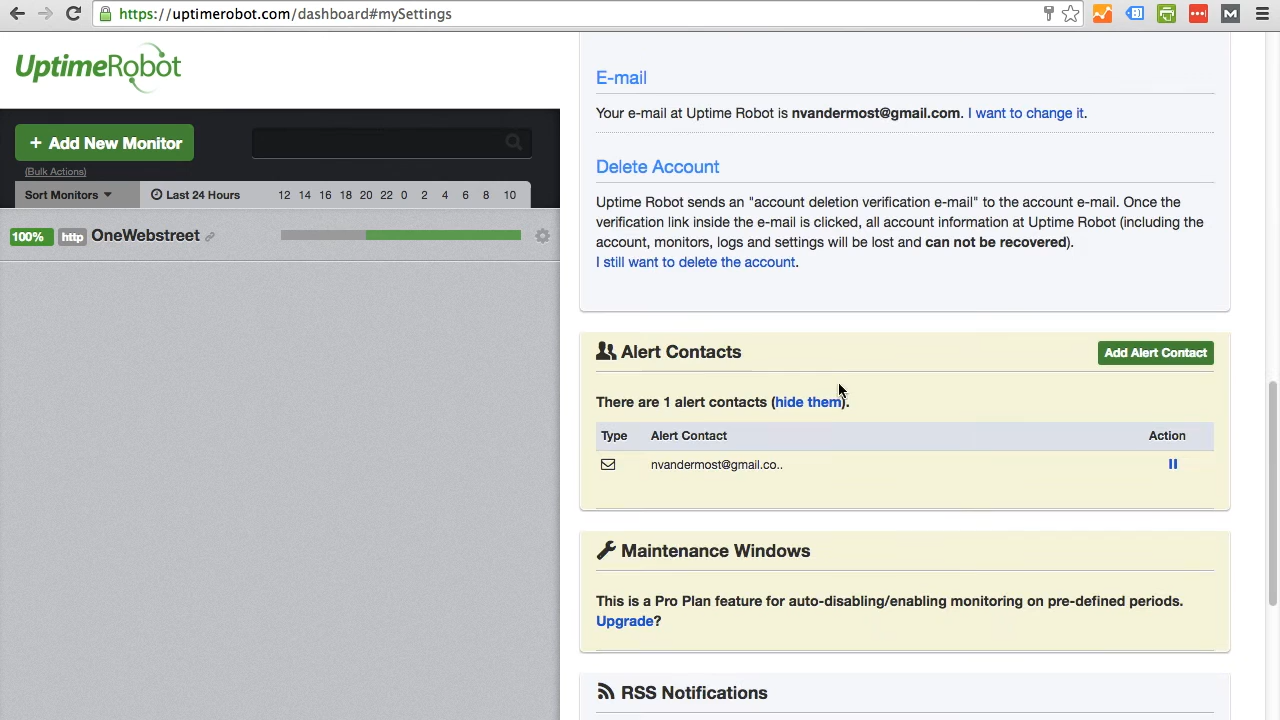 https://uptimerobot.com/dashboard#mySettings
UptimeRobot
+ Add New Monitor
(Bulk Actions)
Sort Monitors
Last 24 Hours
12 14 16 18 20 22 0 2 4 6 8 10
100% http OneWebstreet
E-mail
Your e-mail at Uptime Robot is nvandermost@gmail.com. I want to change it.
Delete Account
Uptime Robot sends an "account deletion verification e-mail" to the account e-mail. Once the
verification link inside the e-mail is clicked, all account information at Uptime Robot (including the
account, monitors, logs and settings will be lost and can not be recovered).
I still want to delete the account.
Alert Contacts
Add Alert Contact
There are 1 alert contacts (hide them).
Type Alert Contact Action
nvandermost@gmail.co..
Maintenance Windows
This is a Pro Plan feature for auto-disabling/enabling monitoring on pre-defined periods.
Upgrade?
RSS Notifications